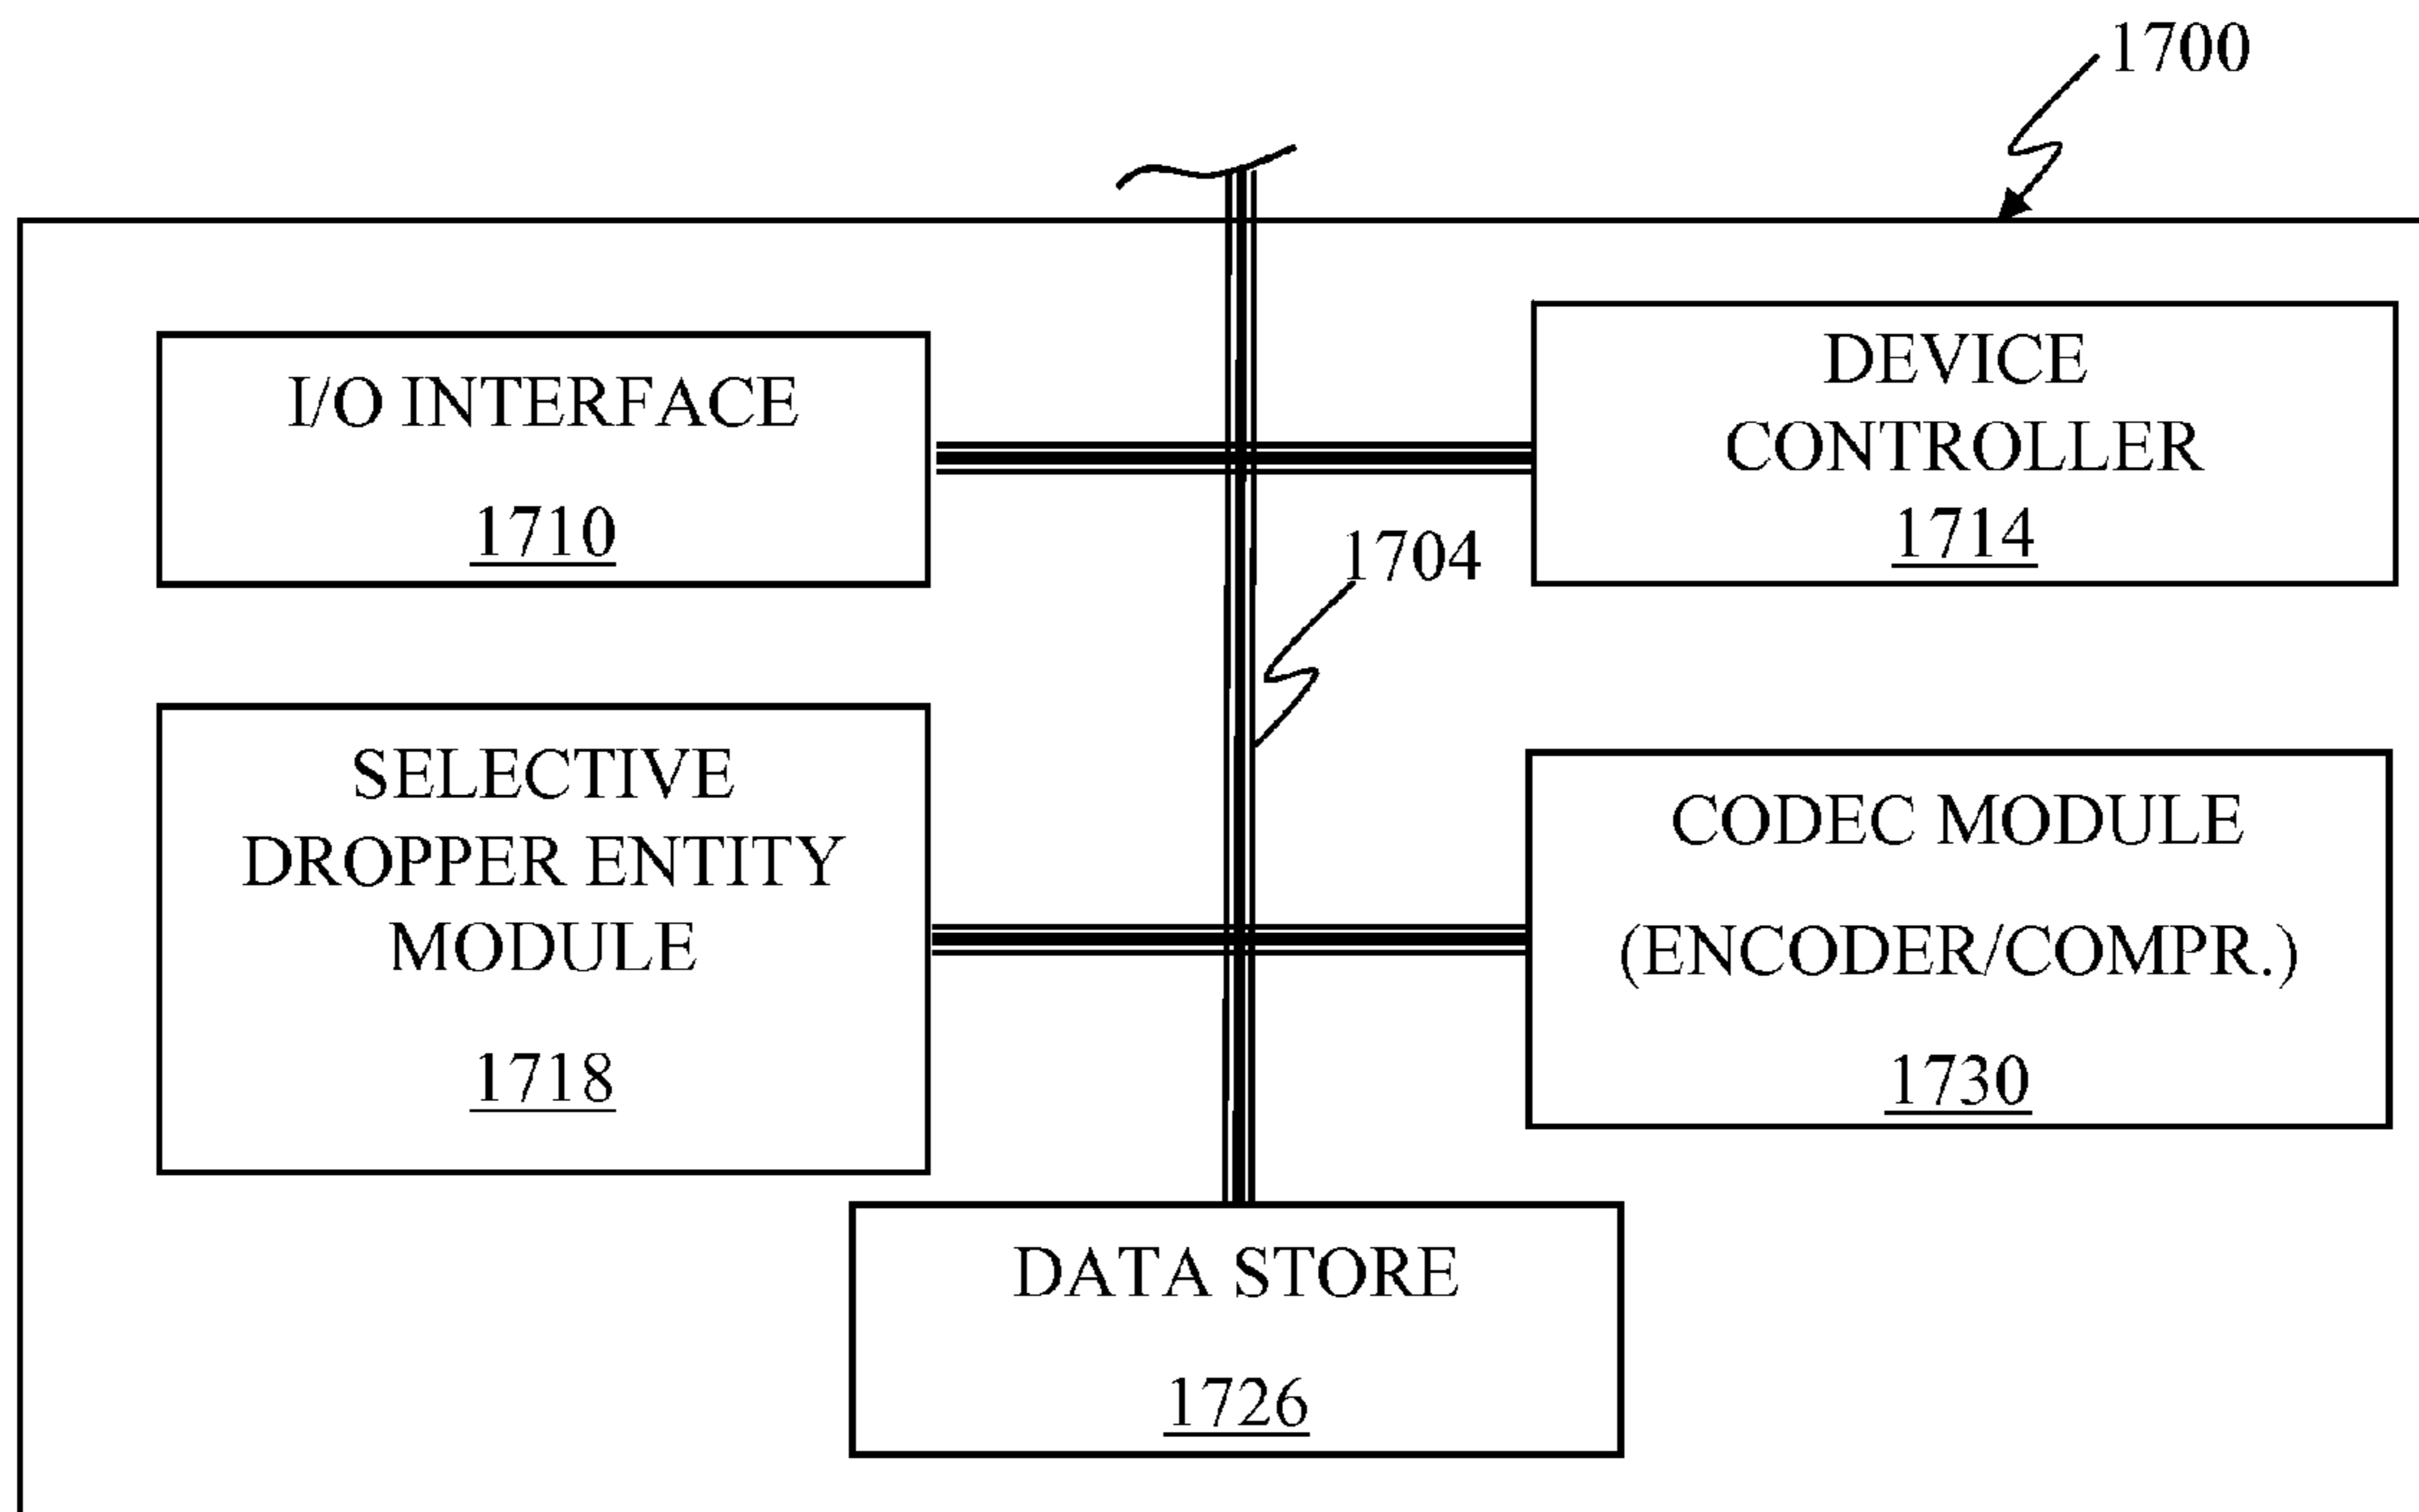 1700
I/O INTERFACE
1710
DEVICE
CONTROLLER
1714
1704
SELECTIVE
DROPPER ENTITY
MODULE
1718
CODEC MODULE
(ENCODER/COMPR.)
1730
DATA STORE
1726